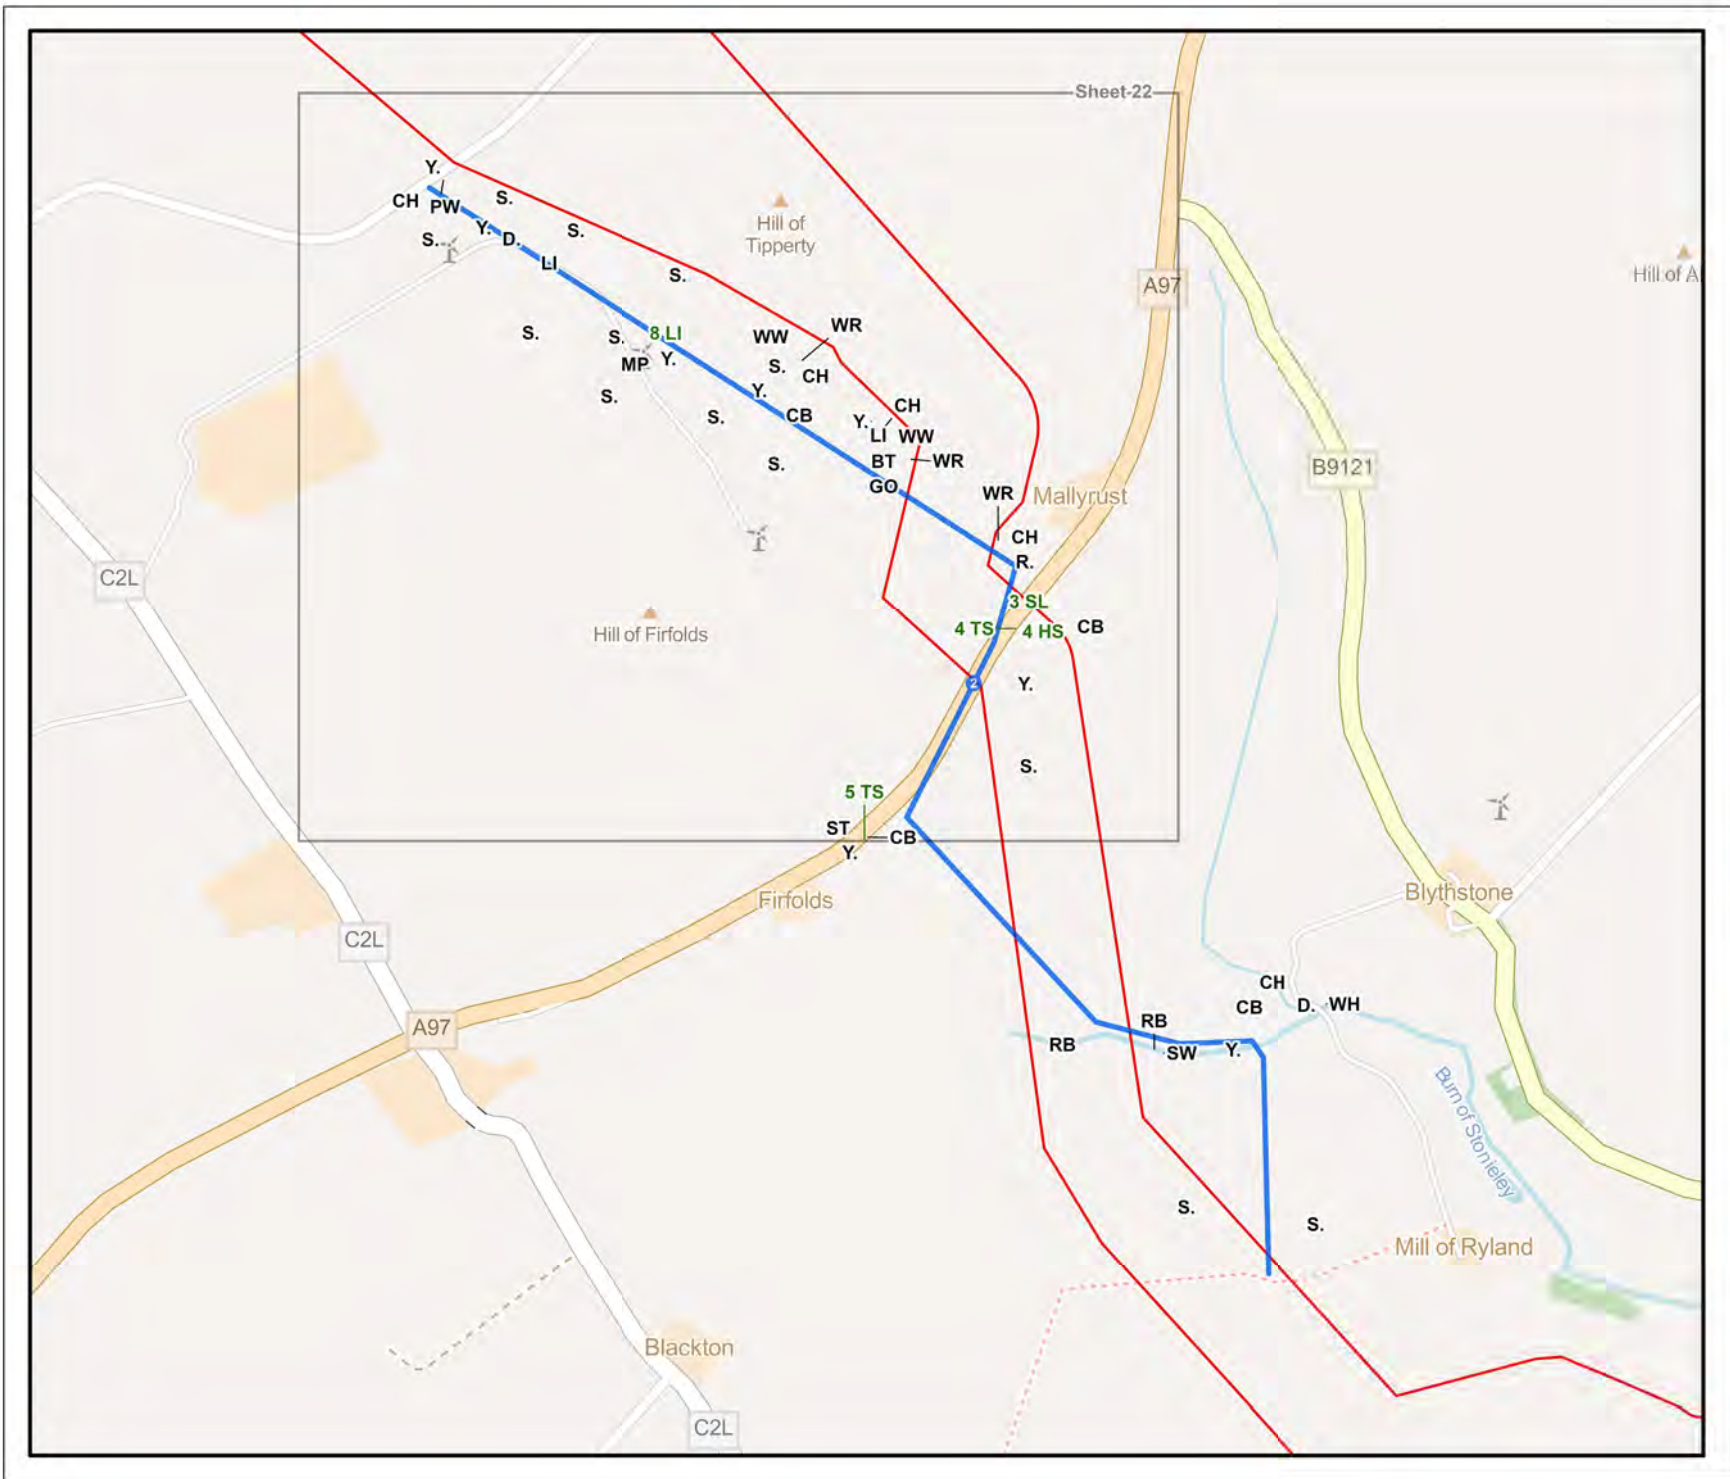 Sheet-22
Y.
CH
PW
S.
Y.
D.
S.
S.
LI
S.
Hill of
Tipperty
A97
Hill of A
S.
S.
8 LI
MP
Y.
WW
WR
S.
CH
S.
S.
Y.
CB
CH
Y.
LI
WW
BT
WR
S.
GO
B9121
WR
Mallyrust
CH
R.
C2L
Hill of Firfolds
3 SL
4 TS
4 HS
CB
2
Y.
S.
5 TS
ST
CB
Y.
Firfolds
Blythstone
C2L
CH
CB
D.
WH
A97
RB
RB
SW
Y.
Burn of Stonieley
S.
S.
Mill of Ryland
Blackton
C2L